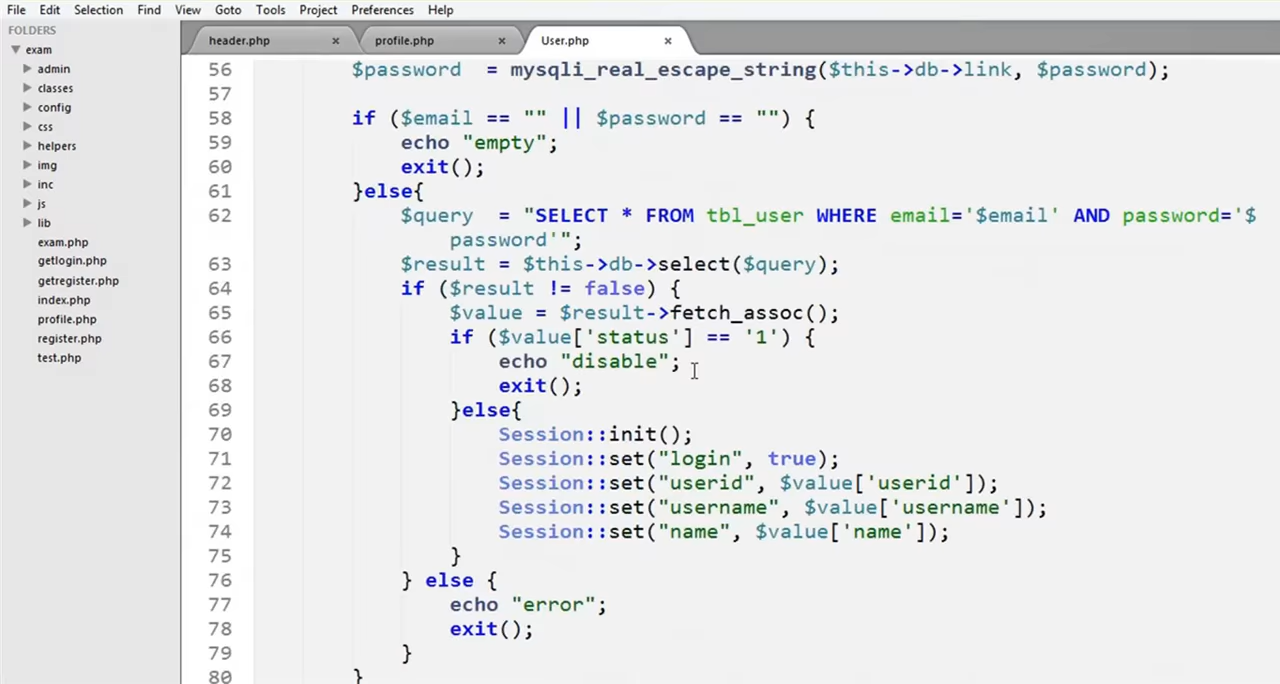 File Edit Selection Find View Goto Tools Project Preferences Help
FOLDERS
exam
admin
classes
config
css
helpers
img
inc
js
lib
exam.php
getlogin.php
getregister.php
index.php
profile.php
register.php
test.php
header.php × profile.php × User.php ×
56 $password  = mysqli_real_escape_string($this->db->link, $password);
57
58 if ($email == "" || $password == "") {
59 echo "empty";
60 exit();
61 }else{
62 $query  = "SELECT * FROM tbl_user WHERE email='$email' AND password='$
password'";
63 $result = $this->db->select($query);
64 if ($result != false) {
65 $value = $result->fetch_assoc();
66 if ($value['status'] == '1') {
67 echo "disable";
68 exit();
69 }else{
70 Session::init();
71 Session::set("login", true);
72 Session::set("userid", $value['userid']);
73 Session::set("username", $value['username']);
74 Session::set("name", $value['name']);
75 }
76 } else {
77 echo "error";
78 exit();
79 }
80 }